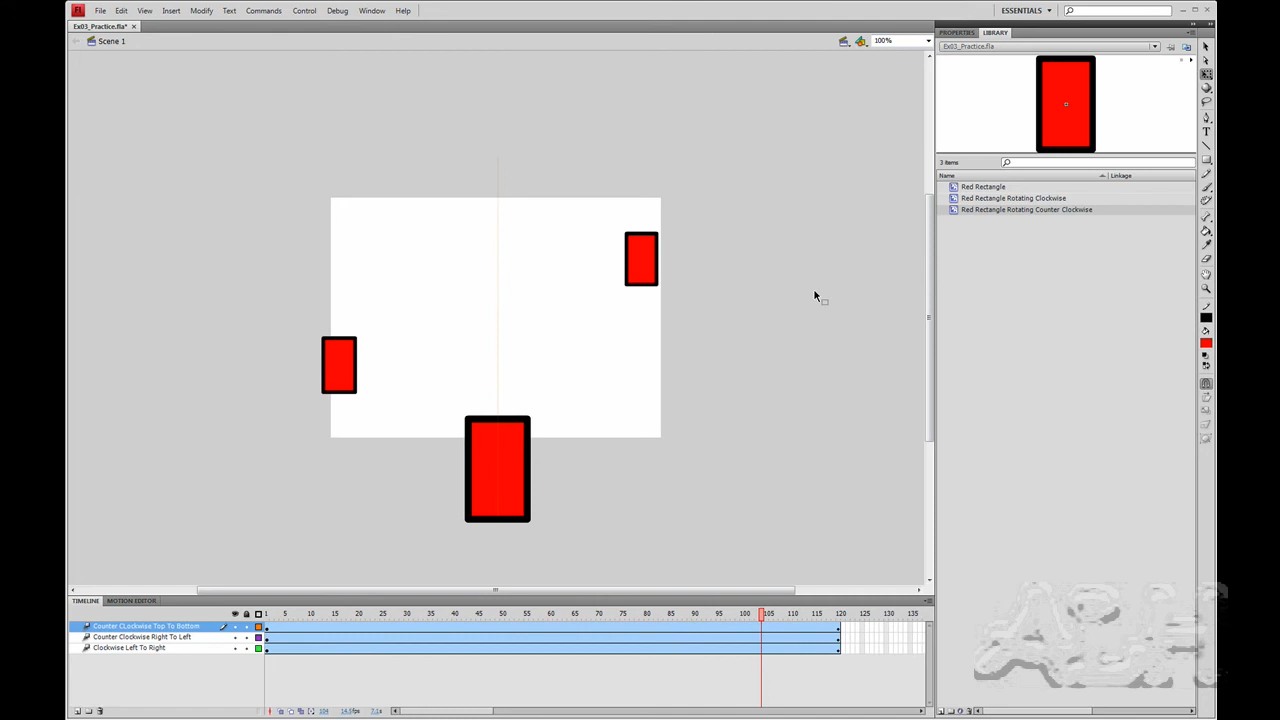 FL File Edit View Insert Modify Text Commands Control Debug Window Help ESSENTIALS
Ex03_Practice.fla* ×
Scene 1 100%
PROPERTIES LIBRARY
Ex03_Practice.fla
3 items
Name Linkage
Red Rectangle
Red Rectangle Rotating Clockwise
Red Rectangle Rotating Counter Clockwise
TIMELINE MOTION EDITOR
1 5 10 15 20 25 30 35 40 45 50 55 60 65 70 75 80 85 90 95 100 105 110 115 120 125 130 135
Counter CLockwise Top To Bottom
Counter Clockwise Right To Left
Clockwise Left To Right
104 7.1s